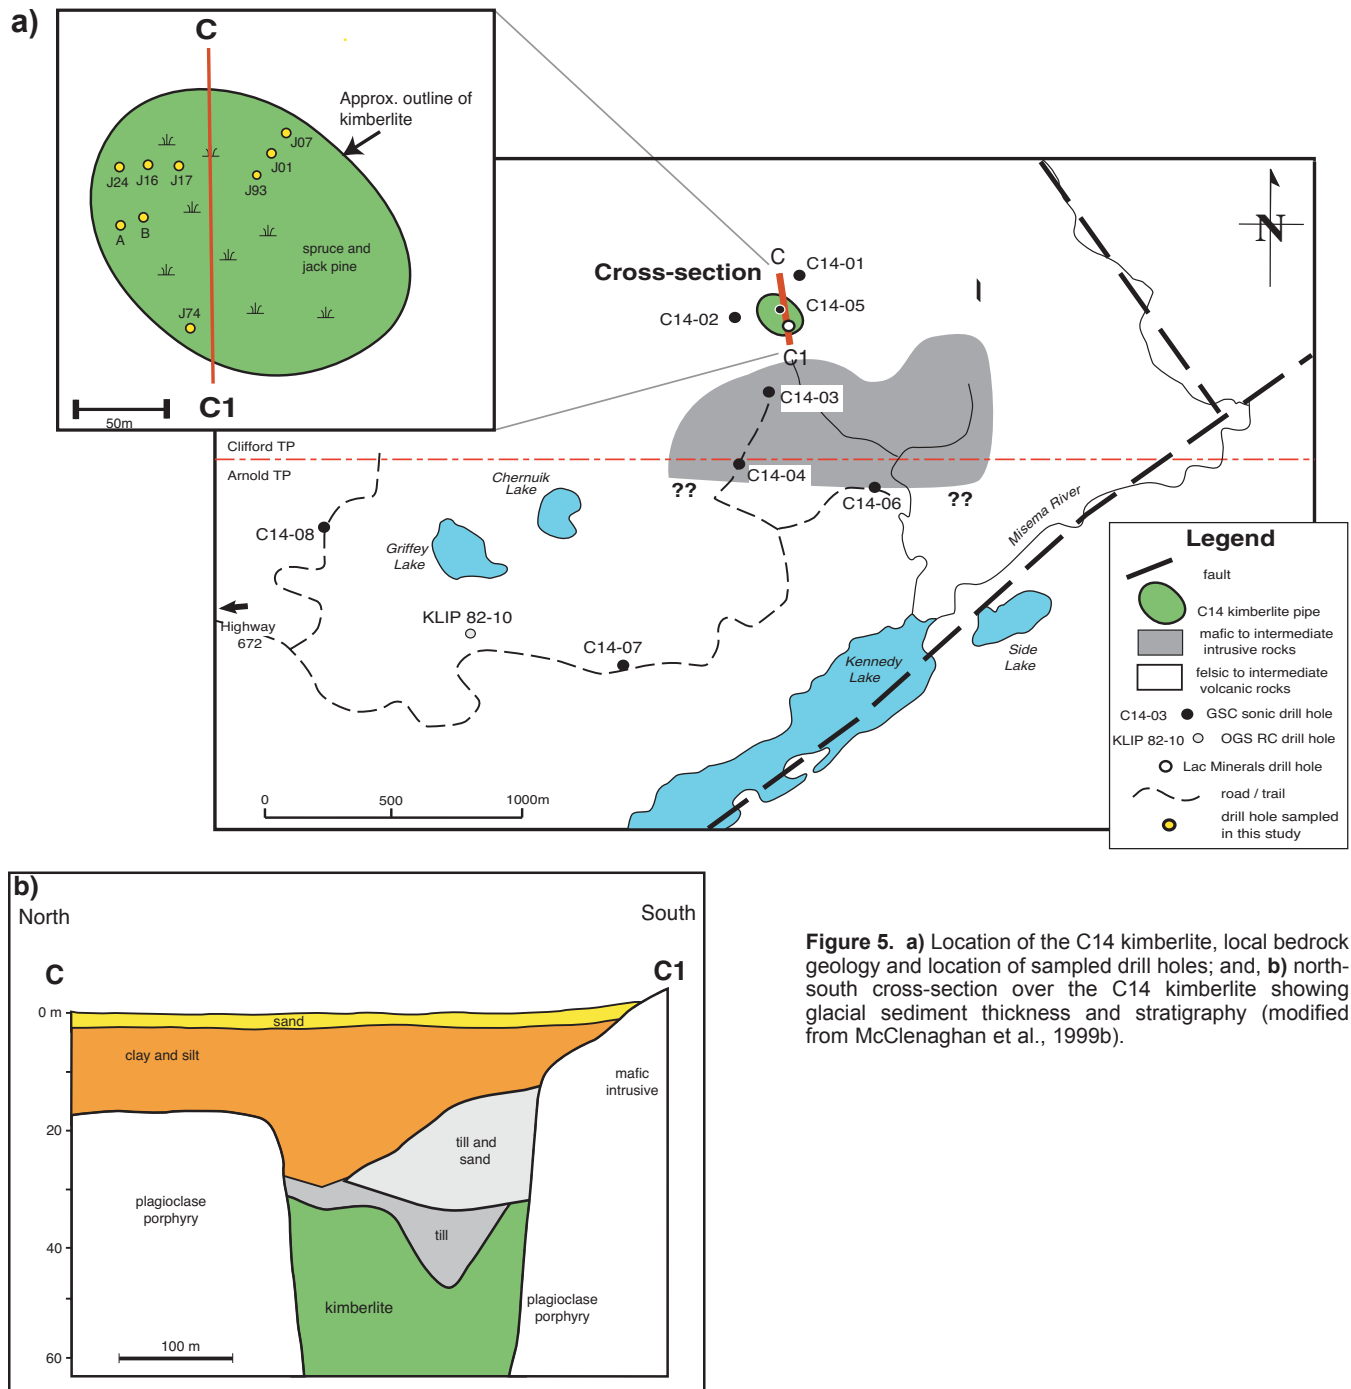 a)
C
Approx. outline of
kimberlite
J07
J01
J24
J16
J17
J93
A
B
spruce and
jack pine
J74
50m
C1
N
C
C14-01
Cross-section
C14-05
C14-02
C1
C14-03
Clifford TP
Arnold TP
C14-04
??
C14-06
??
Chernuik
Lake
C14-08
Griffey
Lake
Misema River
Highway
672
KLIP 82-10
C14-07
Kennedy
Lake
Side
Lake
0
500
1000m
Legend
fault
C14 kimberlite pipe
mafic to intermediate
intrusive rocks
felsic to intermediate
volcanic rocks
C14-03 GSC sonic drill hole
KLIP 82-10 OGS RC drill hole
Lac Minerals drill hole
road / trail
drill hole sampled
in this study
b)
North
South
C
C1
0 m
sand
clay and silt
mafic
intrusive
20
till and
sand
plagioclase
porphyry
till
40
kimberlite
plagioclase
porphyry
100 m
60
Figure 5. a) Location of the C14 kimberlite, local bedrock
geology and location of sampled drill holes; and, b) north-
south cross-section over the C14 kimberlite showing
glacial sediment thickness and stratigraphy (modified
from McClenaghan et al., 1999b).